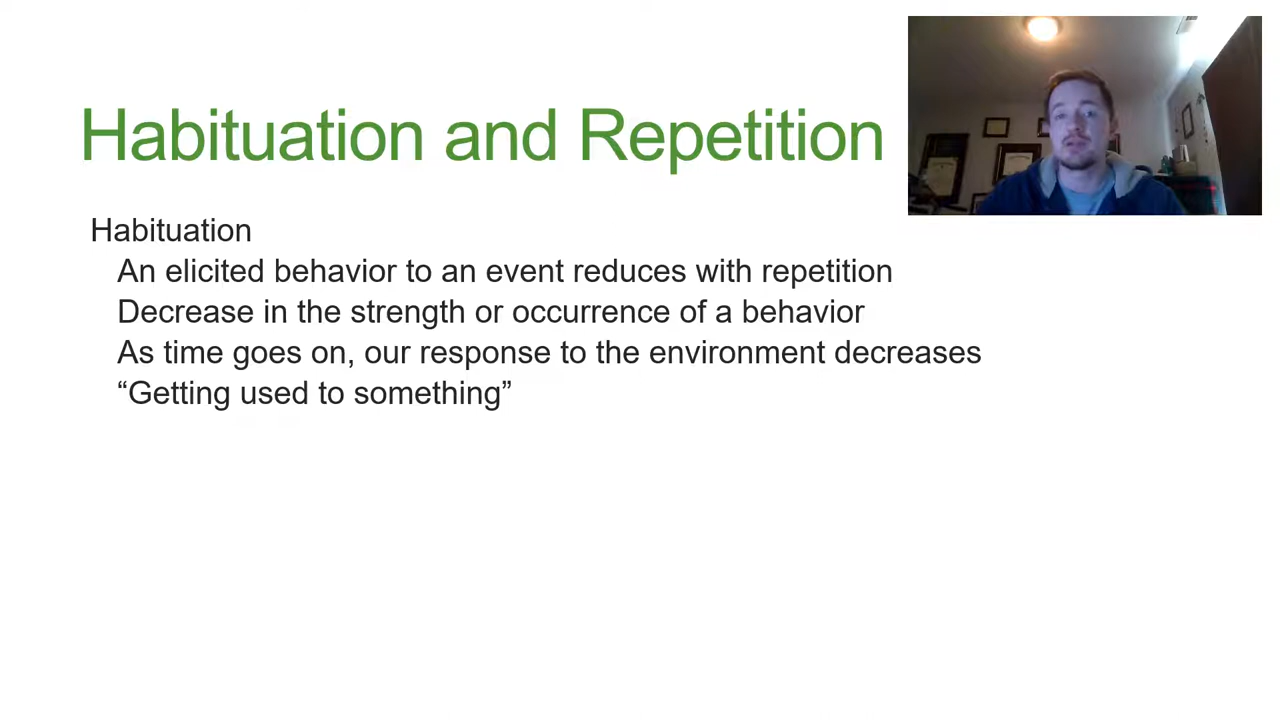 Habituation and Repetition
Habituation
An elicited behavior to an event reduces with repetition
Decrease in the strength or occurrence of a behavior
As time goes on, our response to the environment decreases
“Getting used to something”